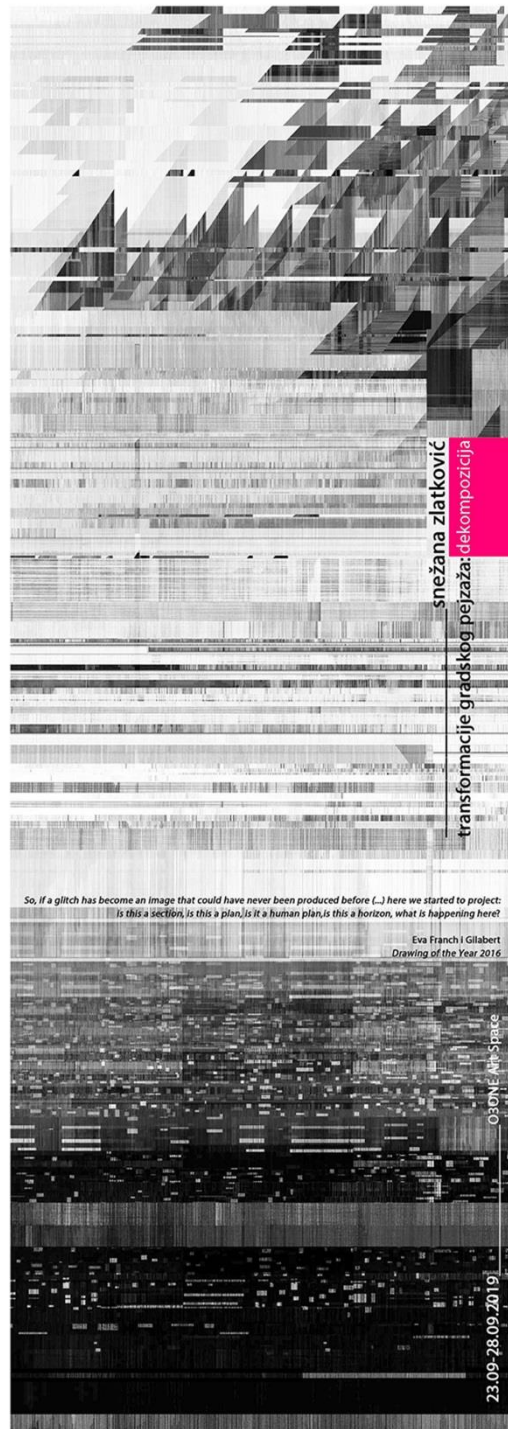 snežana zlatković
transformacije gradskog pejzaža: dekompozicija
So, if a glitch has become an image that could have never been produced before (...) here we started to project:
is this a section, is this a plan, is it a human plan, is this a horizon, what is happening here?
Eva Franch i Gilabert
Drawing of the Year 2016
O3ONE Art Space
23.09-28.09.2019